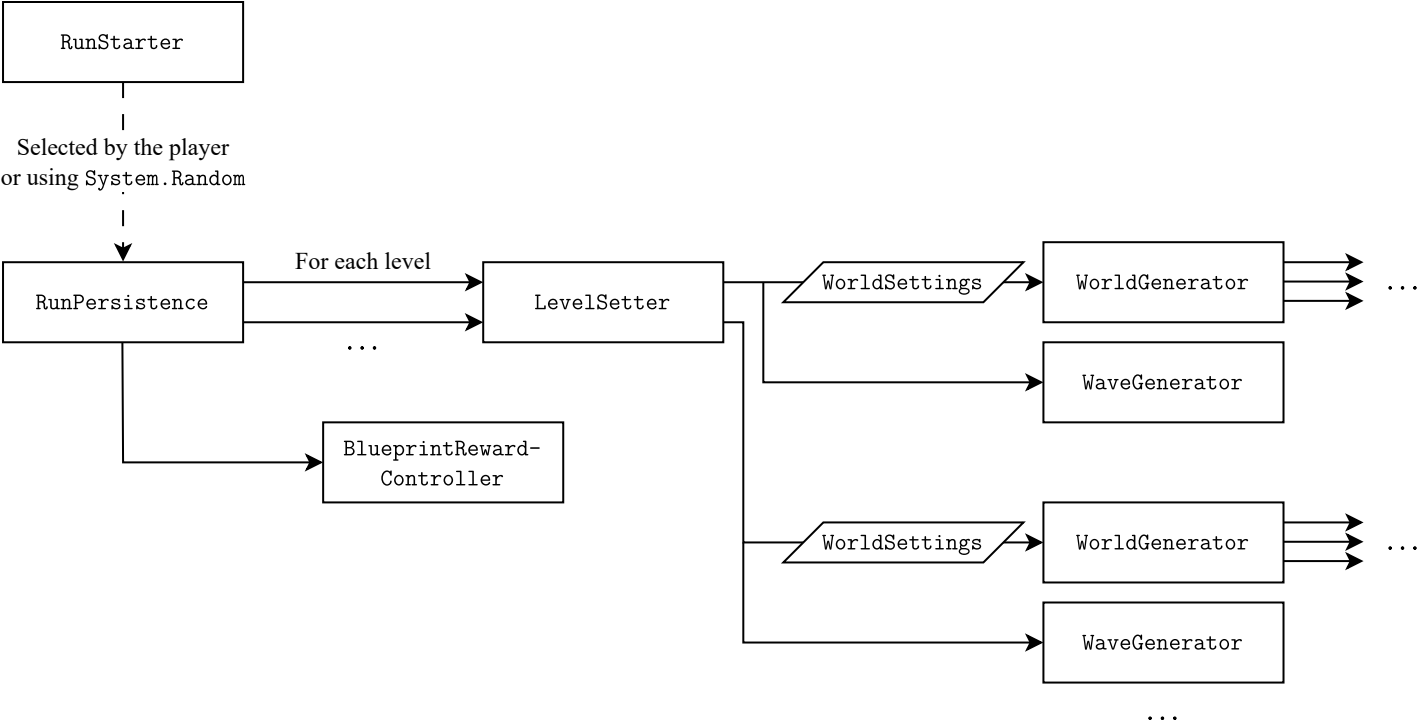 RunStarter
Selected by the player
or using System.Random
RunPersistence
For each level
...
LevelSetter
BlueprintReward-
Controller
WorldSettings
WorldGenerator
...
WaveGenerator
WorldSettings
WorldGenerator
...
WaveGenerator
...